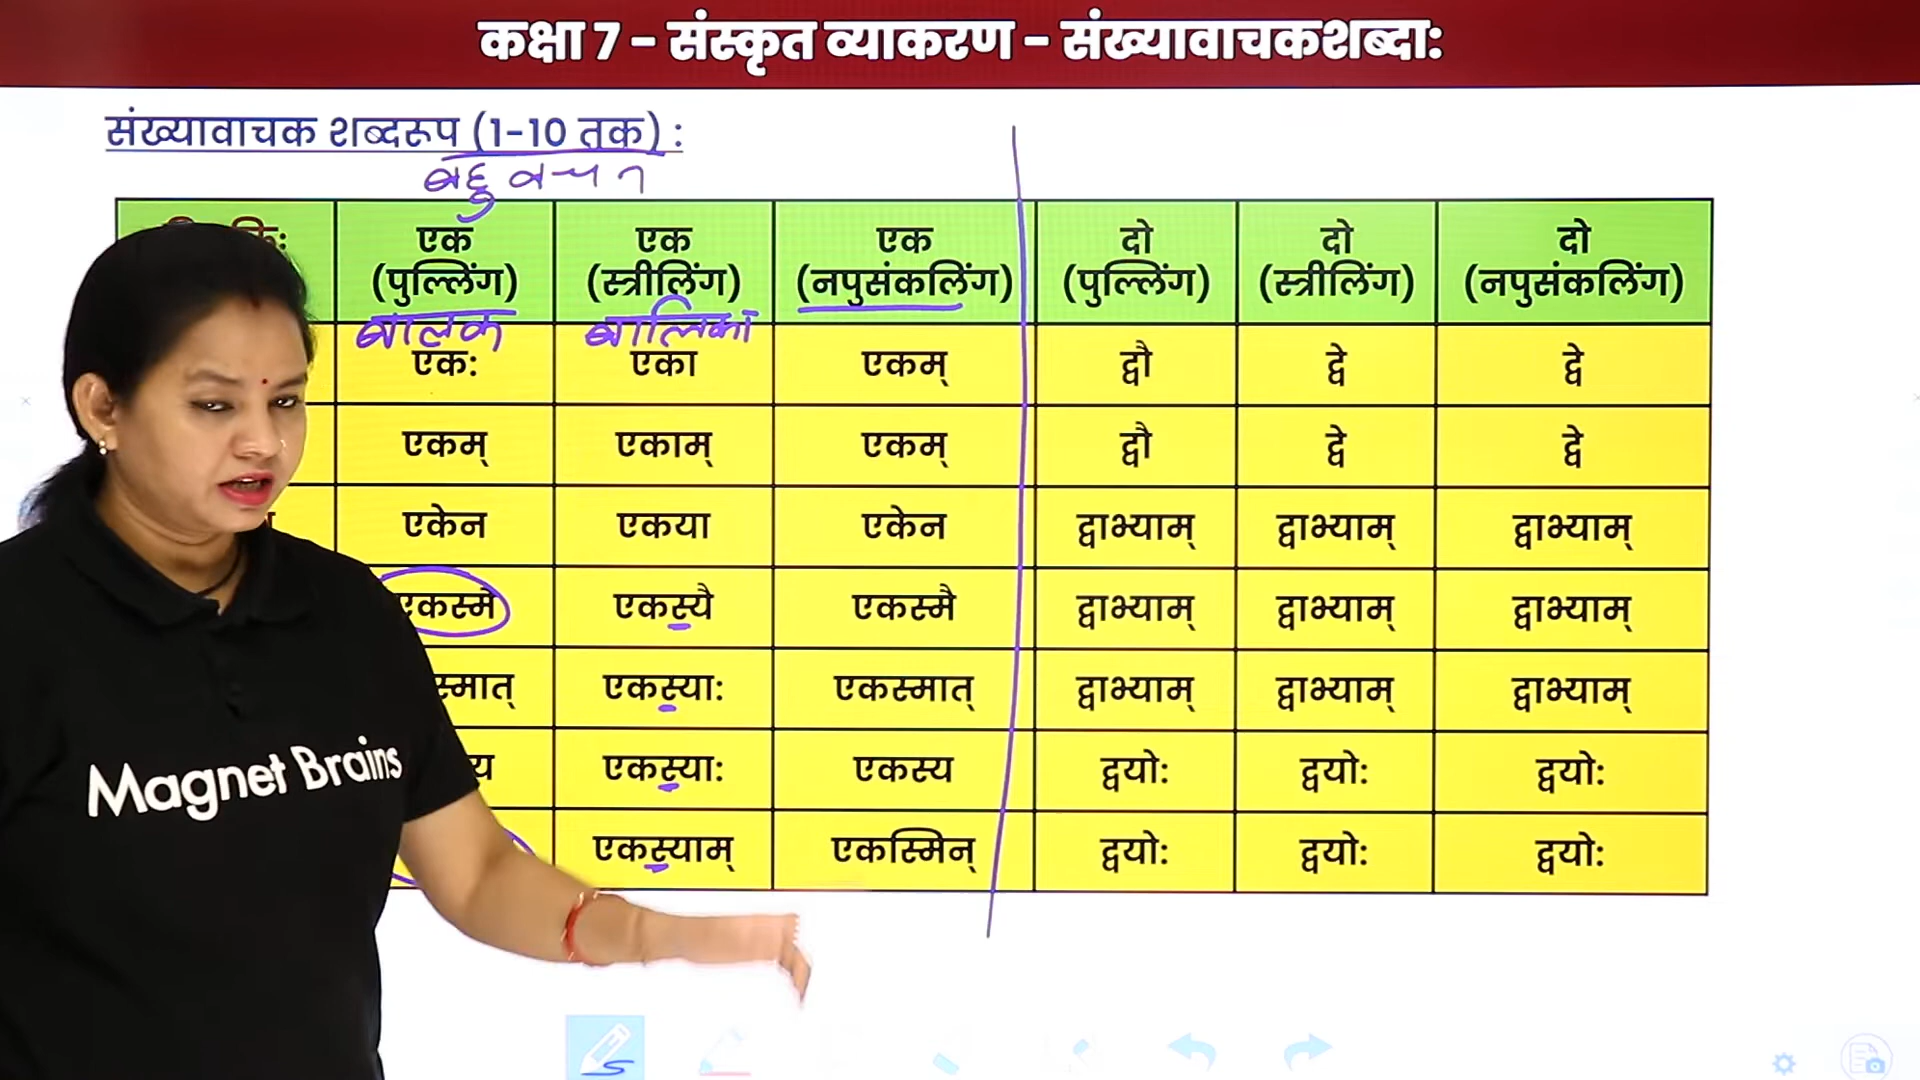 कक्षा 7 - संस्कृत व्याकरण - संख्यावाचकशब्दाः
संख्यावाचक शब्दरूप (1-10 तक) :
बहुवचन
एक (पुल्लिंग) एक (स्त्रीलिंग) एक (नपुसंकलिंग) दो (पुल्लिंग) दो (स्त्रीलिंग) दो (नपुसंकलिंग)
बालक बालिका
एकः एका एकम् द्वौ द्वे द्वे
एकम् एकाम् एकम् द्वौ द्वे द्वे
एकेन एकया एकेन द्वाभ्याम् द्वाभ्याम् द्वाभ्याम्
एकस्मै एकस्यै एकस्मै द्वाभ्याम् द्वाभ्याम् द्वाभ्याम्
स्मात् एकस्याः एकस्मात् द्वाभ्याम् द्वाभ्याम् द्वाभ्याम्
एकस्याः एकस्य द्वयोः द्वयोः द्वयोः
एकस्याम् एकस्मिन् द्वयोः द्वयोः द्वयोः
Magnet Brains